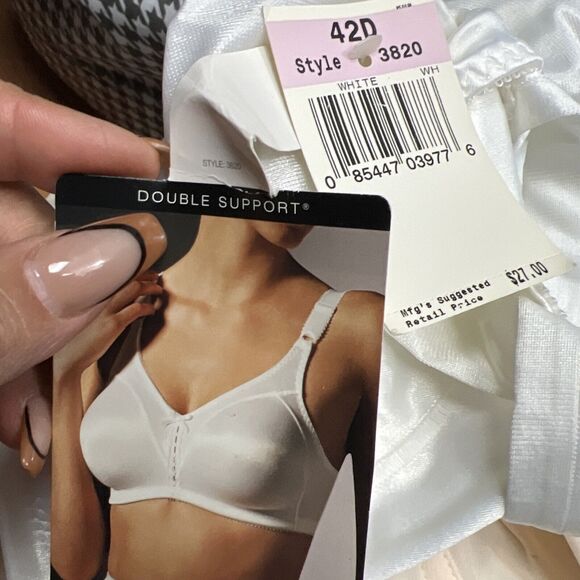 42D
Style 3820
WHITE WH
0 85447 03977 6
Mfg's Suggested
Retail Price
$27.00
STYLE: 3820
DOUBLE SUPPORT®